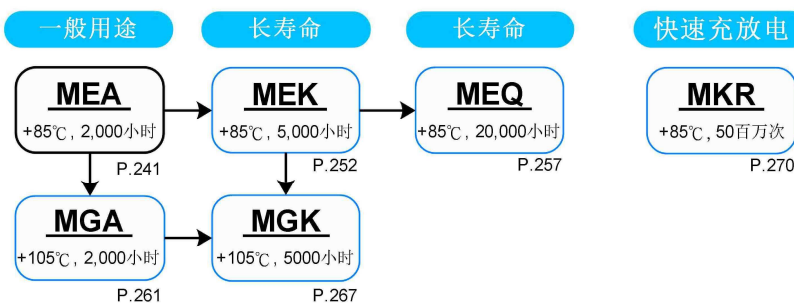 一般用途
长寿命
长寿命
快速充放电
MEA
+85℃, 2,000小时
P.241
MEK
+85℃, 5,000小时
P.252
MEQ
+85℃, 20,000小时
P.257
MKR
+85℃, 50百万次
P.270
MGA
+105℃, 2,000小时
P.261
MGK
+105℃, 5000小时
P.267